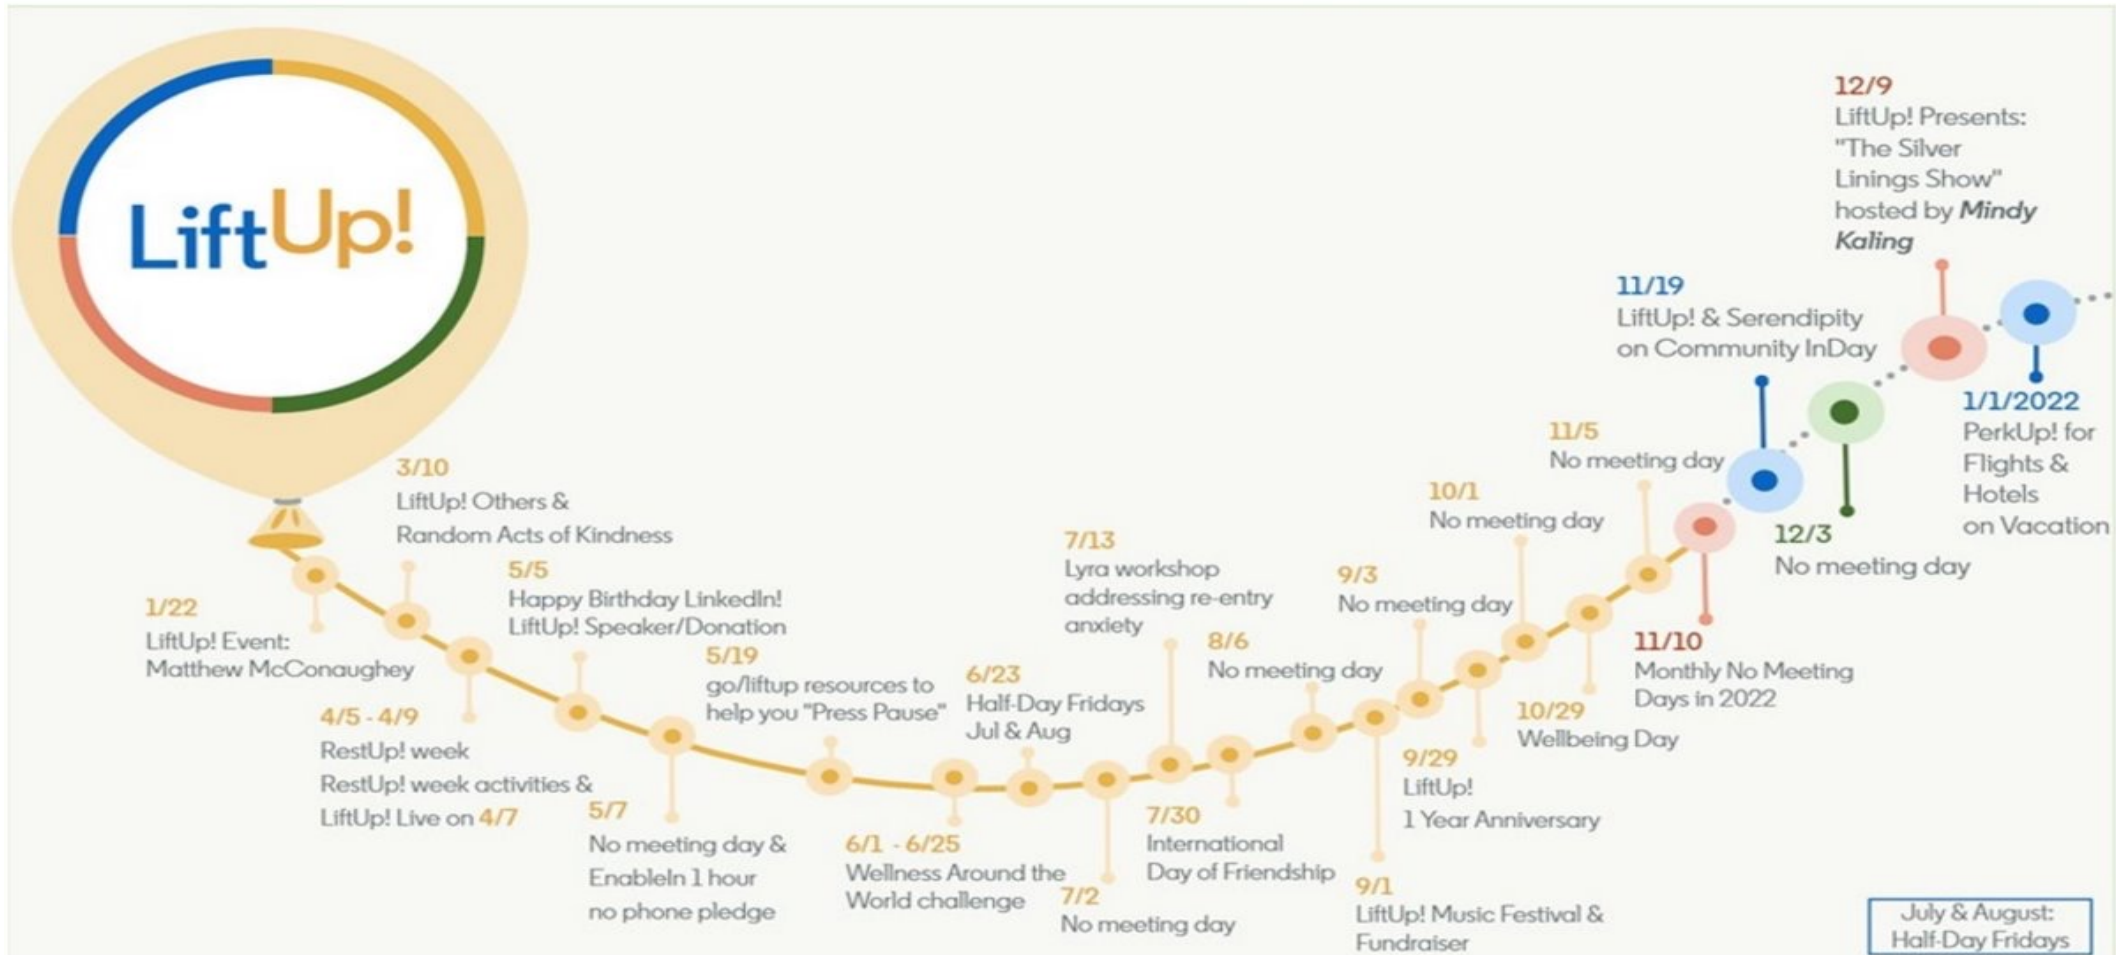 LiftUp!
1/22
LiftUp! Event:
Matthew McConaughey
3/10
LiftUp! Others &
Random Acts of Kindness
4/5 - 4/9
RestUp! week
RestUp! week activities &
LiftUp! Live on 4/7
5/5
Happy Birthday LinkedIn!
LiftUp! Speaker/Donation
5/7
No meeting day &
EnableIn 1 hour
no phone pledge
5/19
go/liftup resources to
help you "Press Pause"
6/1 - 6/25
Wellness Around the
World challenge
6/23
Half-Day Fridays
Jul & Aug
7/2
No meeting day
7/13
Lyra workshop
addressing re-entry
anxiety
7/30
International
Day of Friendship
8/6
No meeting day
9/1
LiftUp! Music Festival &
Fundraiser
9/3
No meeting day
9/29
LiftUp!
1 Year Anniversary
10/1
No meeting day
10/29
Wellbeing Day
11/5
No meeting day
11/10
Monthly No Meeting
Days in 2022
11/19
LiftUp! & Serendipity
on Community InDay
12/3
No meeting day
12/9
LiftUp! Presents:
"The Silver
Linings Show"
hosted by Mindy
Kaling
1/1/2022
PerkUp! for
Flights &
Hotels
on Vacation
July & August:
Half-Day Fridays